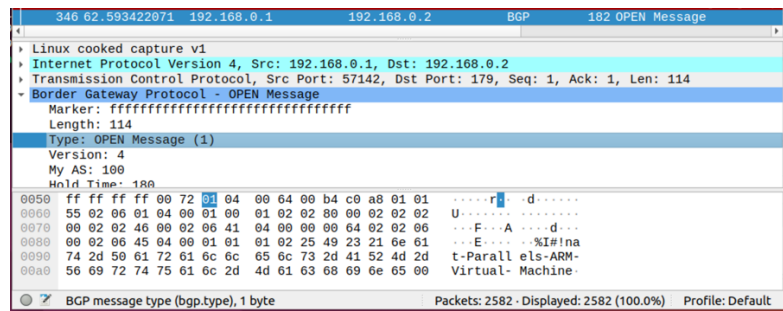 346 62.593422071 192.168.0.1 192.168.0.2 BGP 182 OPEN Message
Linux cooked capture v1
Internet Protocol Version 4, Src: 192.168.0.1, Dst: 192.168.0.2
Transmission Control Protocol, Src Port: 57142, Dst Port: 179, Seq: 1, Ack: 1, Len: 114
Border Gateway Protocol - OPEN Message
Marker: ffffffffffffffffffffffffffffffff
Length: 114
Type: OPEN Message (1)
Version: 4
My AS: 100
Hold Time: 180
0050 ff ff ff ff 00 72 01 04 00 64 00 b4 c0 a8 01 01 ·····r·· ·d······
0060 55 02 06 01 04 00 01 00 01 02 02 80 00 02 02 02 U······· ········
0070 00 02 02 46 00 02 06 41 04 00 00 00 64 02 02 06 ···F···A ····d···
0080 00 02 06 45 04 00 01 01 01 02 25 49 23 21 6e 61 ···E···· ··%I#!na
0090 74 2d 50 61 72 61 6c 6c 65 6c 73 2d 41 52 4d 2d t-Parall els-ARM-
00a0 56 69 72 74 75 61 6c 2d 4d 61 63 68 69 6e 65 00 Virtual- Machine·
BGP message type (bgp.type), 1 byte Packets: 2582 · Displayed: 2582 (100.0%) Profile: Default